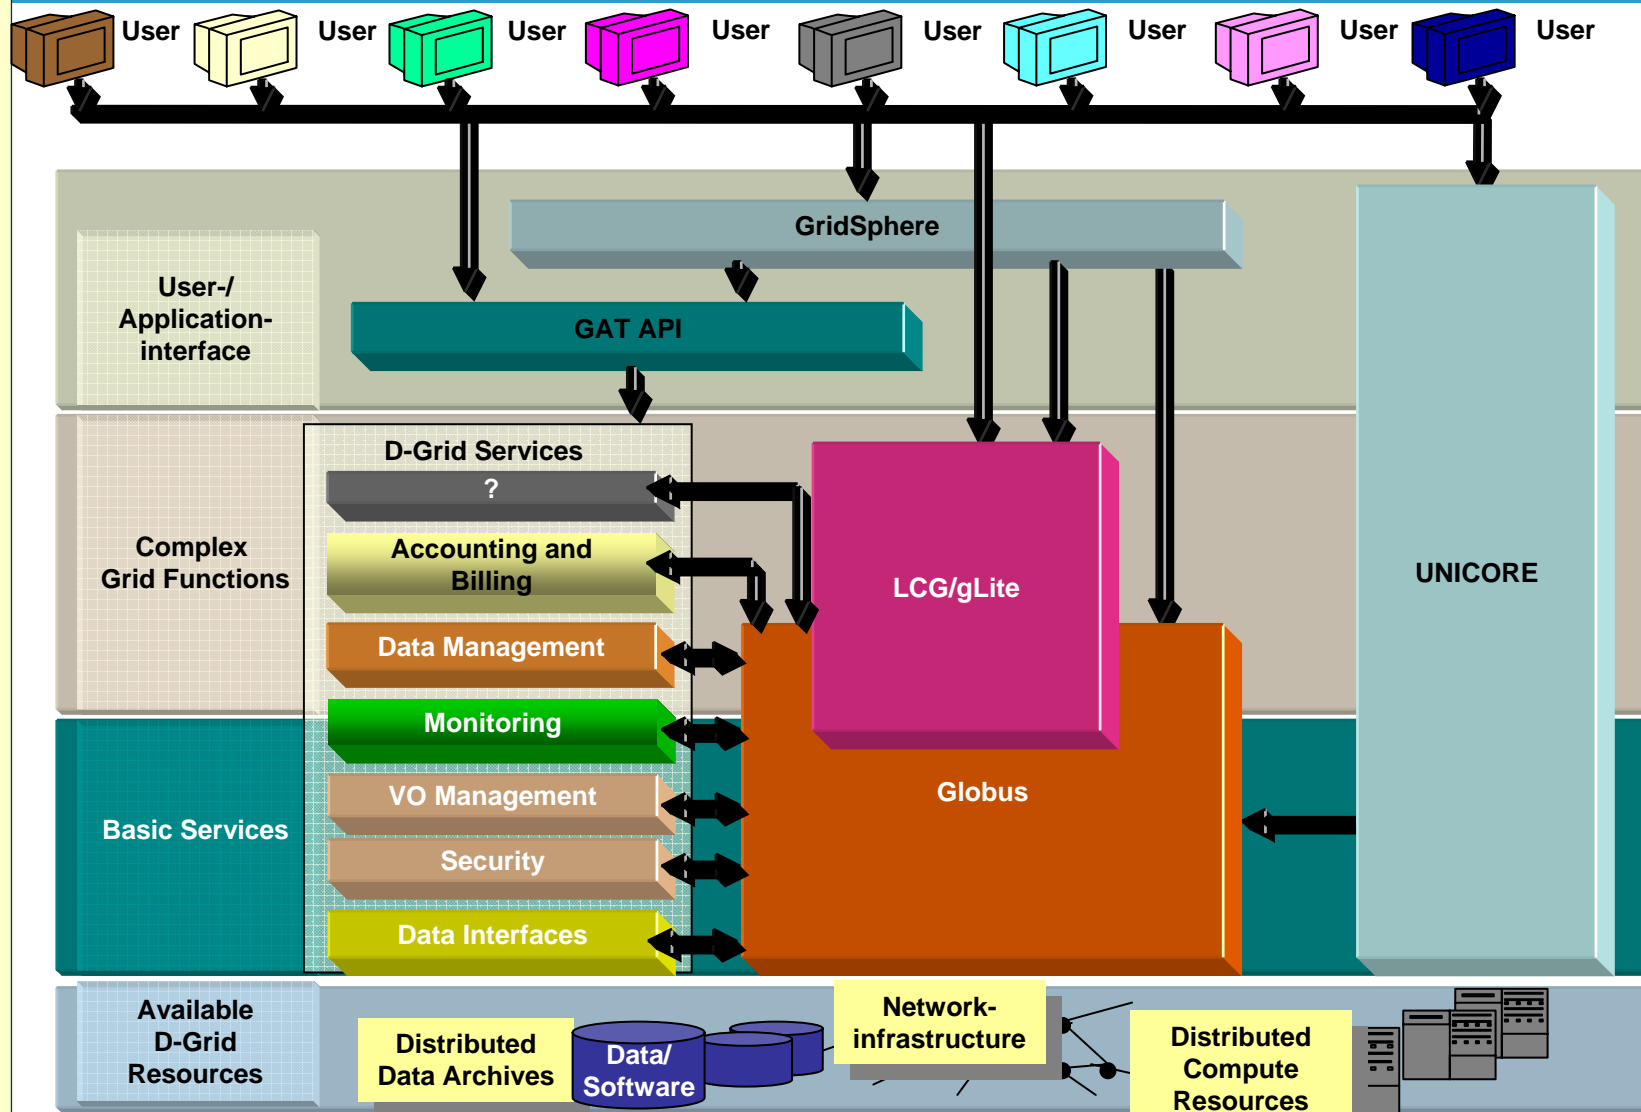 User User User User User User User User
GridSphere
User-/
Application-
interface
GAT API
D-Grid Services
?
Accounting and
Billing
Complex
Grid Functions
LCG/gLite
UNICORE
Data Management
Monitoring
VO Management
Globus
Basic Services
Security
Data Interfaces
Available
D-Grid
Resources
Distributed
Data Archives
Data/
Software
Network-
infrastructure
Distributed
Compute
Resources